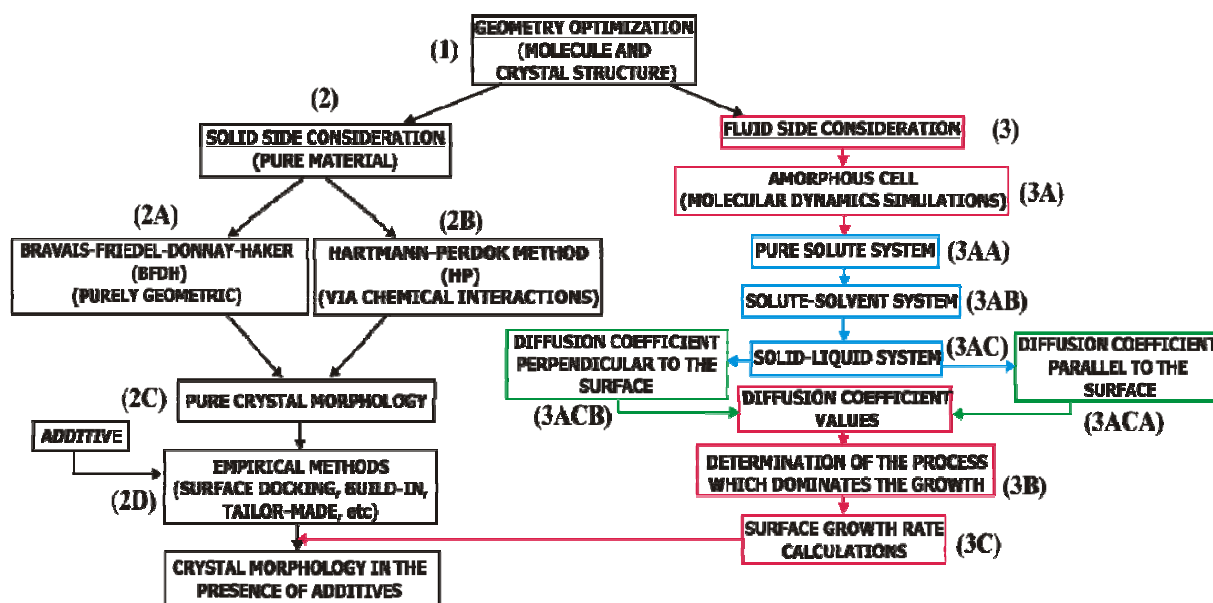 GEOMETRY OPTIMIZATION
(MOLECULE AND
CRYSTAL STRUCTURE)
(1)
(2)
SOLID SIDE CONSIDERATION
(PURE MATERIAL)
FLUID SIDE CONSIDERATION
(3)
AMORPHOUS CELL
(MOLECULAR DYNAMICS SIMULATIONS)
(3A)
(2A)
BRAVAIS-FRIEDEL-DONNAY-HAKER
(BFDH)
(PURELY GEOMETRIC)
(2B)
HARTMANN-PERDOK METHOD
(HP)
(VIA CHEMICAL INTERACTIONS)
PURE SOLUTE SYSTEM
(3AA)
SOLUTE-SOLVENT SYSTEM
(3AB)
SOLID-LIQUID SYSTEM
(3AC)
DIFFUSION COEFFICIENT
PERPENDICULAR TO THE
SURFACE
(3ACB)
DIFFUSION COEFFICIENT
PARALLEL TO THE
SURFACE
(3ACA)
DIFFUSION COEFFICIENT
VALUES
(2C)
PURE CRYSTAL MORPHOLOGY
ADDITIVE
(2D)
EMPIRICAL METHODS
(SURFACE DOCKING, BUILD-IN,
TAILOR-MADE, etc)
DETERMINATION OF THE PROCESS
WHICH DOMINATES THE GROWTH
(3B)
SURFACE GROWTH RATE
CALCULATIONS
(3C)
CRYSTAL MORPHOLOGY IN THE
PRESENCE OF ADDITIVES